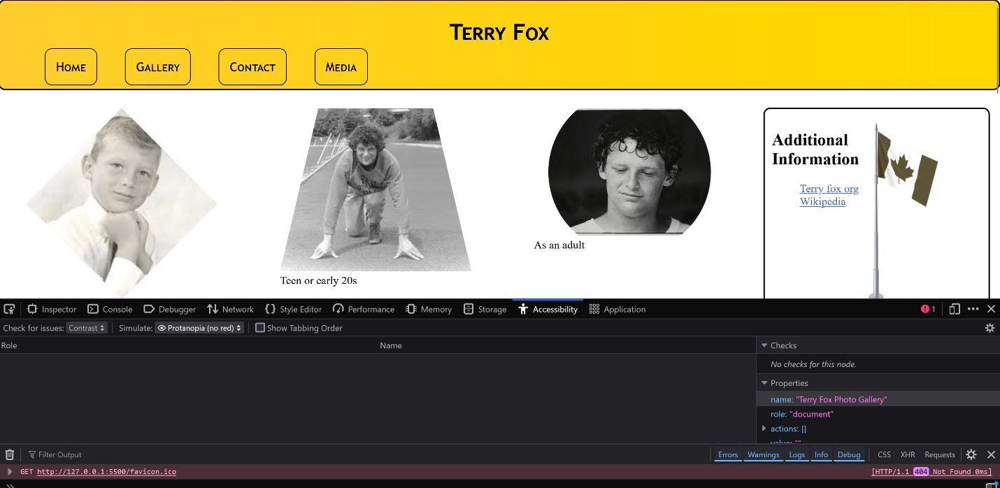 Terry Fox
Home Gallery Contact Media
Additional
Information
Terry fox org
Wikipedia
As an adult
Teen or early 20s
Inspector Console Debugger Network Style Editor Performance Memory Storage Accessibility Application 1
Check for issues: Contrast Simulate: Protanopia (no red) Show Tabbing Order
Role Name Checks
No checks for this node.
Properties
name: "Terry Fox Photo Gallery"
role: "document"
actions: []
value: ""
Filter Output Errors Warnings Logs Info Debug CSS XHR Requests
GET http://127.0.0.1:5500/favicon.ico [HTTP/1.1 404 Not Found 0ms]